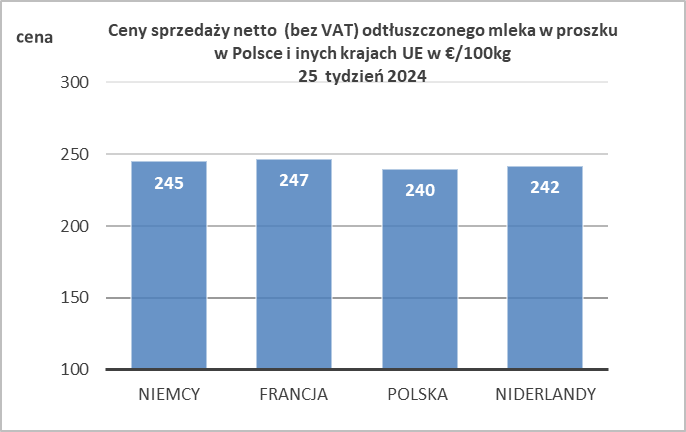 Ceny sprzedaży netto (bez VAT) odtłuszczonego mleka w proszku
w Polsce i inych krajach UE w €/100kg
25 tydzień 2024
cena
300
250
200
150
100
245
247
240
242
NIEMCY
FRANCJA
POLSKA
NIDERLANDY